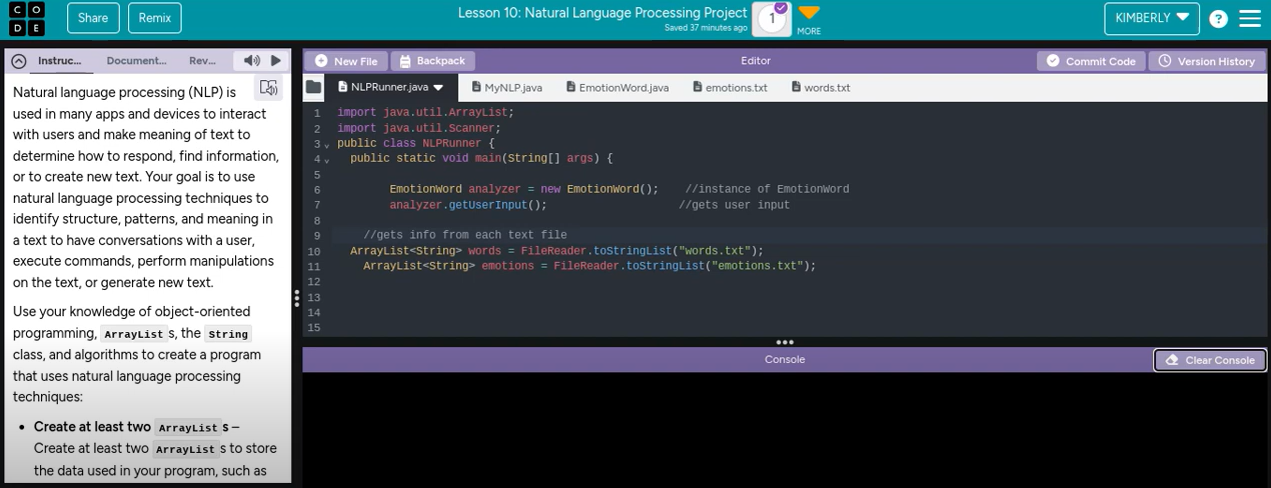 C O
D E
Share
Remix
Lesson 10: Natural Language Processing Project
Saved 37 minutes ago
1
MORE
KIMBERLY
?
Instruc...
Document...
Rev...
Natural language processing (NLP) is
used in many apps and devices to interact
with users and make meaning of text to
determine how to respond, find information,
or to create new text. Your goal is to use
natural language processing techniques to
identify structure, patterns, and meaning in
a text to have conversations with a user,
execute commands, perform manipulations
on the text, or generate new text.
Use your knowledge of object-oriented
programming, ArrayList s, the String
class, and algorithms to create a program
that uses natural language processing
techniques:
• Create at least two ArrayList s –
Create at least two ArrayList s to store
the data used in your program, such as
New File
Backpack
Editor
Commit Code
Version History
NLPRunner.java
MyNLP.java
EmotionWord.java
emotions.txt
words.txt
1 import java.util.ArrayList;
2 import java.util.Scanner;
3 public class NLPRunner {
4 public static void main(String[] args) {
5
6 EmotionWord analyzer = new EmotionWord(); //instance of EmotionWord
7 analyzer.getUserInput(); //gets user input
8
9 //gets info from each text file
10 ArrayList<String> words = FileReader.toStringList("words.txt");
11 ArrayList<String> emotions = FileReader.toStringList("emotions.txt");
12
13
14
15
Console
Clear Console